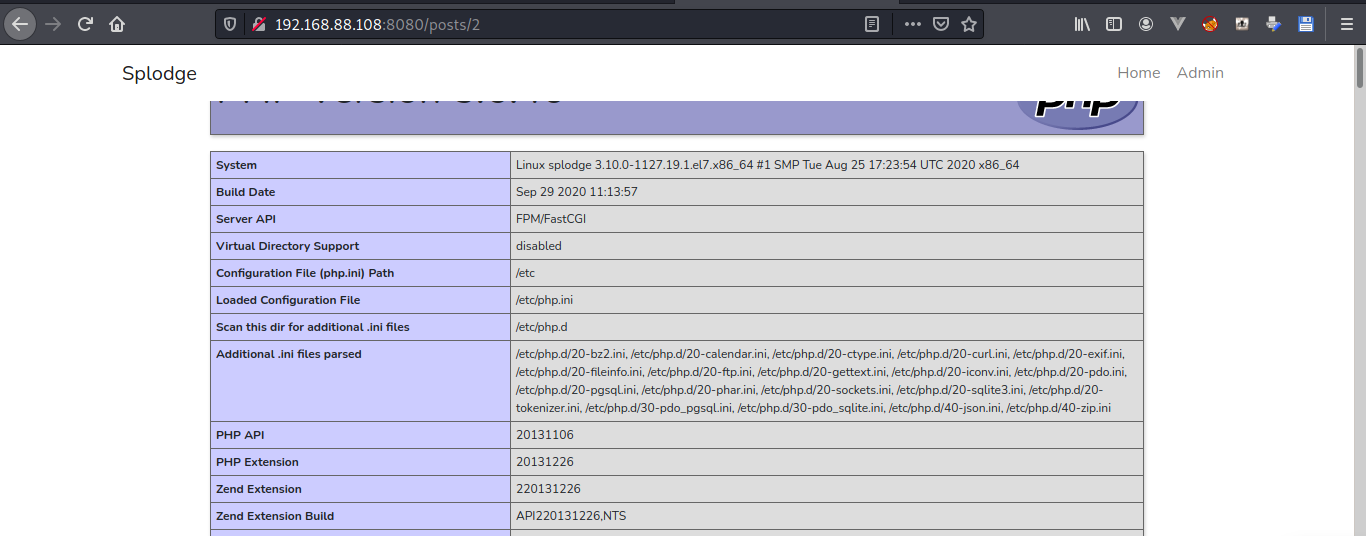 192.168.88.108:8080/posts/2
Splodge
Home Admin
System Linux splodge 3.10.0-1127.19.1.el7.x86_64 #1 SMP Tue Aug 25 17:23:54 UTC 2020 x86_64
Build Date Sep 29 2020 11:13:57
Server API FPM/FastCGI
Virtual Directory Support disabled
Configuration File (php.ini) Path /etc
Loaded Configuration File /etc/php.ini
Scan this dir for additional .ini files /etc/php.d
Additional .ini files parsed /etc/php.d/20-bz2.ini, /etc/php.d/20-calendar.ini, /etc/php.d/20-ctype.ini, /etc/php.d/20-curl.ini, /etc/php.d/20-exif.ini,
/etc/php.d/20-fileinfo.ini, /etc/php.d/20-ftp.ini, /etc/php.d/20-gettext.ini, /etc/php.d/20-iconv.ini, /etc/php.d/20-pdo.ini,
/etc/php.d/20-pgsql.ini, /etc/php.d/20-phar.ini, /etc/php.d/20-sockets.ini, /etc/php.d/20-sqlite3.ini, /etc/php.d/20-
tokenizer.ini, /etc/php.d/30-pdo_pgsql.ini, /etc/php.d/30-pdo_sqlite.ini, /etc/php.d/40-json.ini, /etc/php.d/40-zip.ini
PHP API 20131106
PHP Extension 20131226
Zend Extension 220131226
Zend Extension Build API220131226,NTS